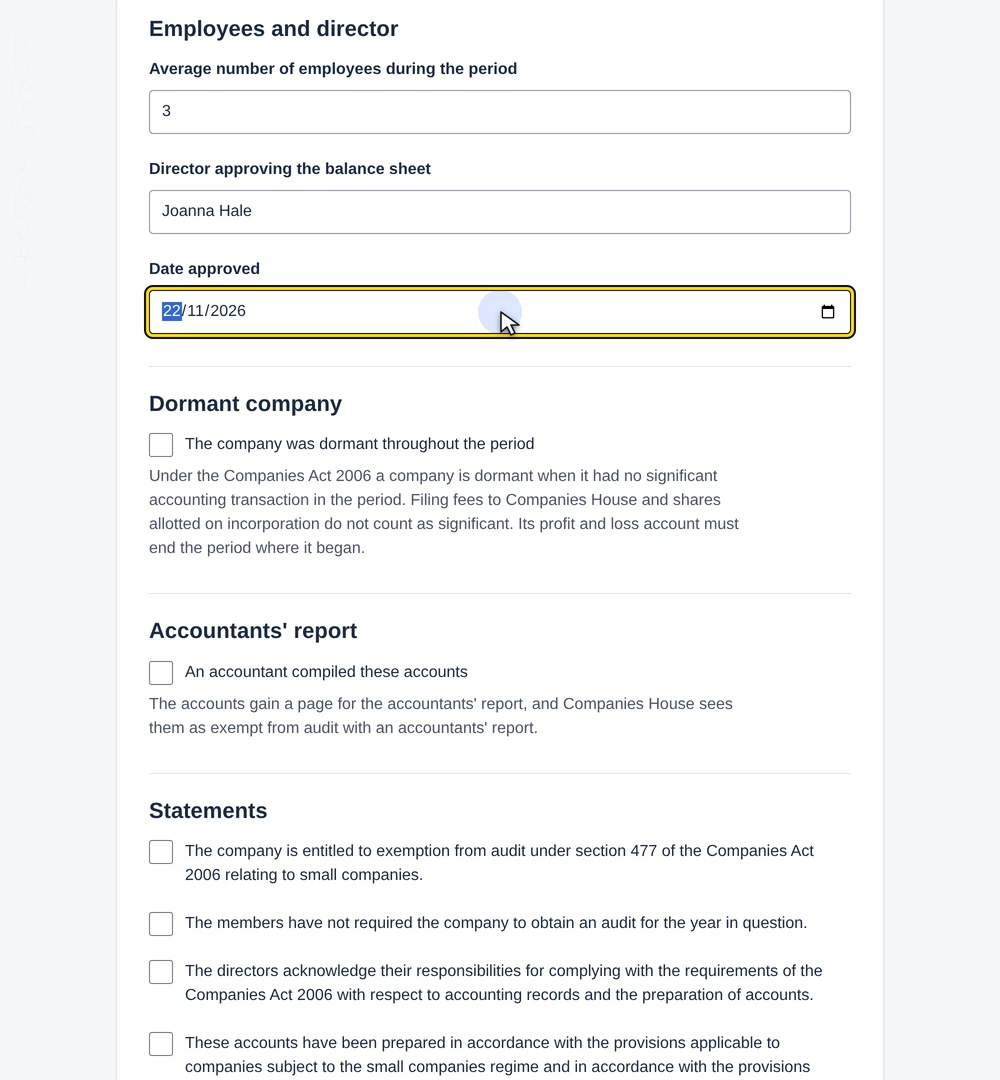 Employees and director
Average number of employees during the period
3
Director approving the balance sheet
Joanna Hale
Date approved
22/11/2026
Dormant company
The company was dormant throughout the period
Under the Companies Act 2006 a company is dormant when it had no significant
accounting transaction in the period. Filing fees to Companies House and shares
allotted on incorporation do not count as significant. Its profit and loss account must
end the period where it began.
Accountants' report
An accountant compiled these accounts
The accounts gain a page for the accountants' report, and Companies House sees
them as exempt from audit with an accountants' report.
Statements
The company is entitled to exemption from audit under section 477 of the Companies Act
2006 relating to small companies.
The members have not required the company to obtain an audit for the year in question.
The directors acknowledge their responsibilities for complying with the requirements of the
Companies Act 2006 with respect to accounting records and the preparation of accounts.
These accounts have been prepared in accordance with the provisions applicable to
companies subject to the small companies regime and in accordance with the provisions